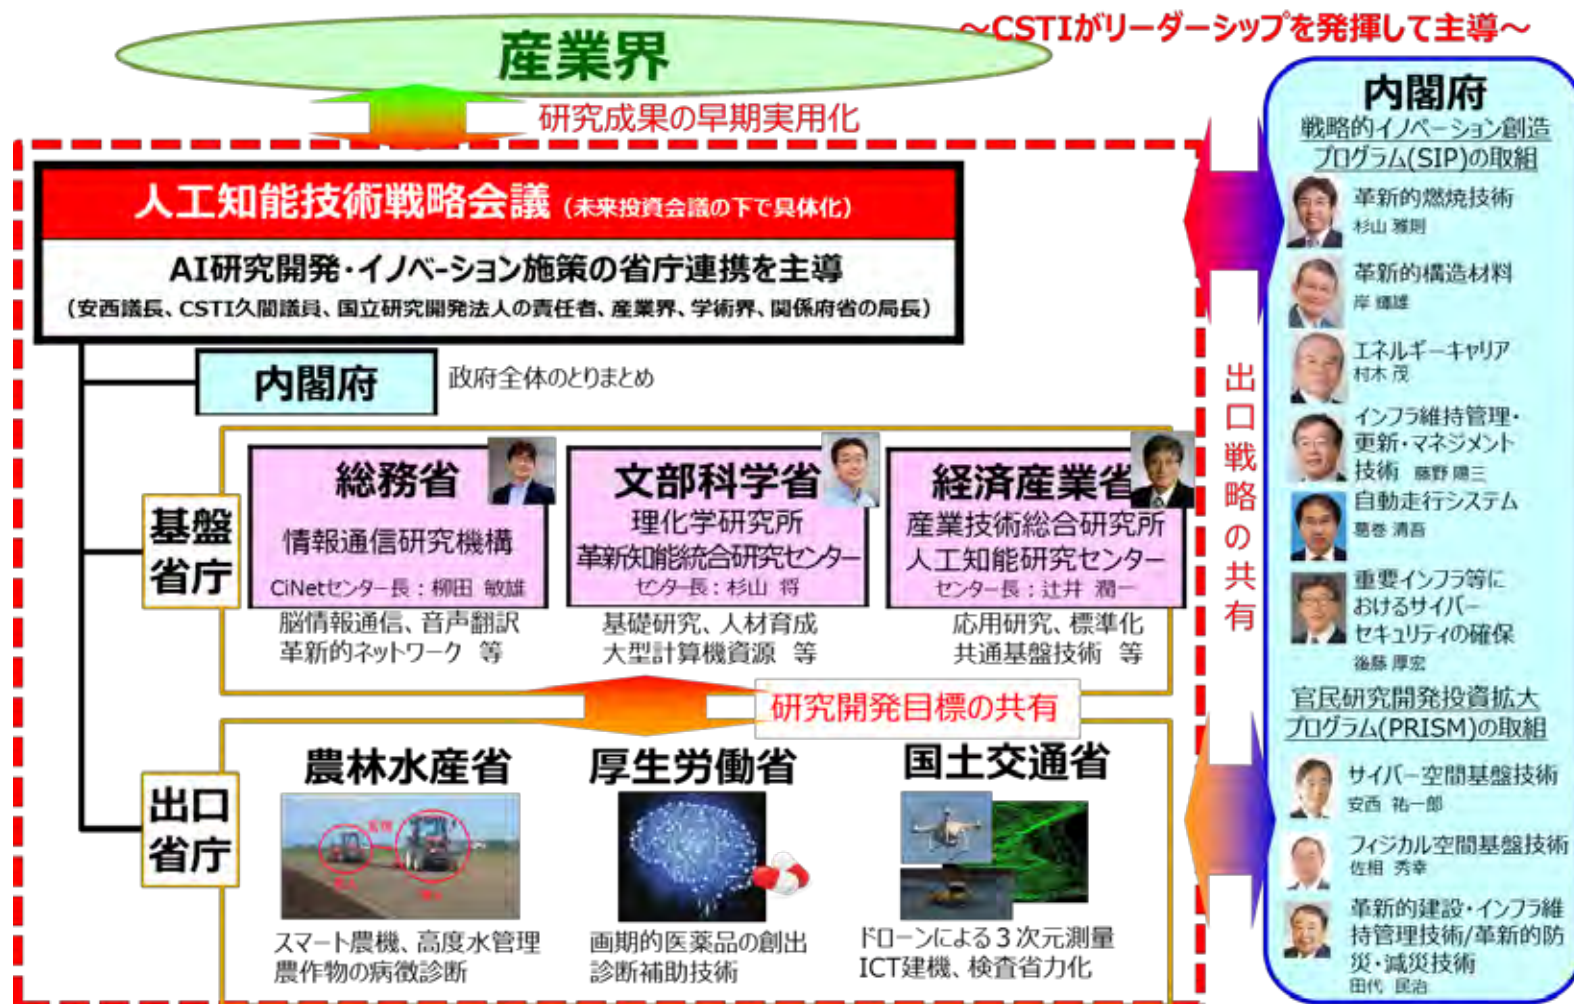 ~CSTIがリーダーシップを発揮して主導~
産業界
研究成果の早期実用化
人工知能技術戦略会議 (未来投資会議の下で具体化)
AI研究開発・イノベーション施策の省庁連携を主導
(安西議長、CSTI久間議員、国立研究開発法人の責任者、産業界、学術界、関係府省の局長)
内閣府
政府全体のとりまとめ
基盤
省庁
総務省
情報通信研究機構
CiNetセンター長:柳田 敏雄
脳情報通信、音声翻訳
革新的ネットワーク 等
文部科学省
理化学研究所
革新知能統合研究センター
センター長:杉山 将
基礎研究、人材育成
大型計算機資源 等
経済産業省
産業技術総合研究所
人工知能研究センター
センター長:辻井 潤一
応用研究、標準化
共通基盤技術 等
研究開発目標の共有
出口
省庁
農林水産省
スマート農機、高度水管理
農作物の病徴診断
厚生労働省
画期的医薬品の創出
診断補助技術
国土交通省
ドローンによる3次元測量
ICT建機、検査省力化
出口戦略の共有
内閣府
戦略的イノベーション創造
プログラム(SIP)の取組
革新的燃焼技術
杉山 雅則
革新的構造材料
岸 輝雄
エネルギーキャリア
村木 茂
インフラ維持管理・
更新・マネジメント
技術 藤野 陽三
自動走行システム
葛巻 清吾
重要インフラ等に
おけるサイバー
セキュリティの確保
後藤 厚宏
官民研究開発投資拡大
プログラム(PRISM)の取組
サイバー空間基盤技術
安西 祐一郎
フィジカル空間基盤技術
佐相 秀幸
革新的建設・インフラ維
持管理技術/革新的防
災・減災技術
田代 民治